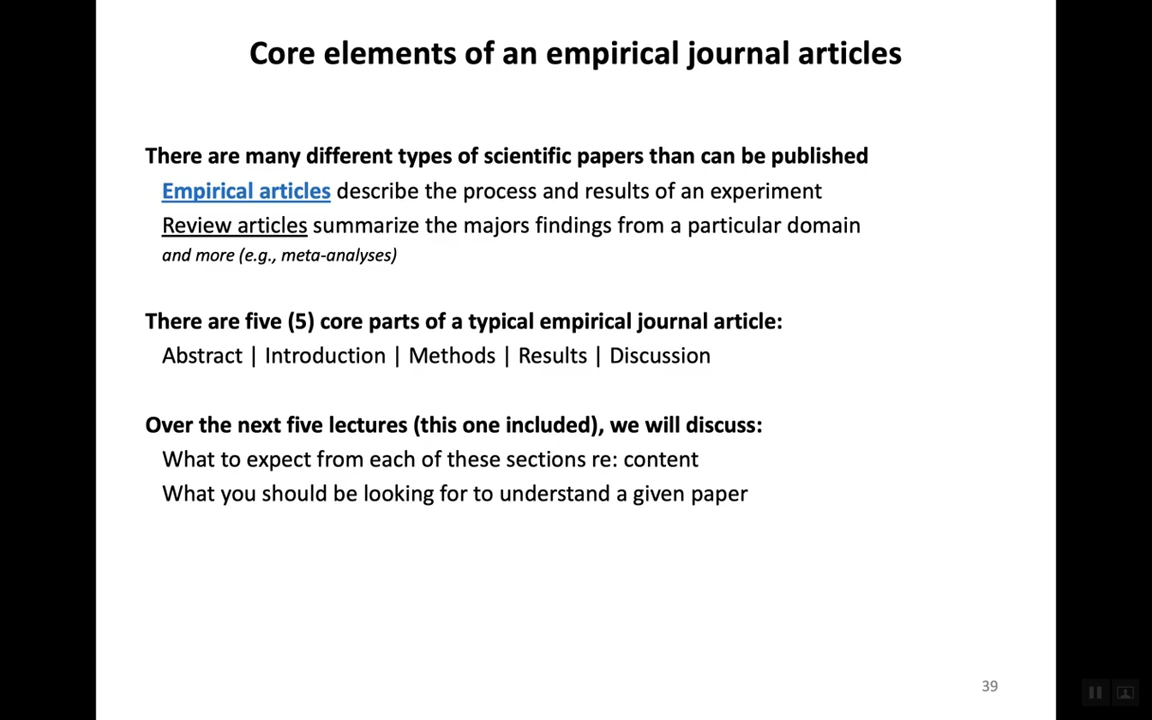 Core elements of an empirical journal articles
There are many different types of scientific papers than can be published
Empirical articles describe the process and results of an experiment
Review articles summarize the majors findings from a particular domain
and more (e.g., meta-analyses)
There are five (5) core parts of a typical empirical journal article:
Abstract | Introduction | Methods | Results | Discussion
Over the next five lectures (this one included), we will discuss:
What to expect from each of these sections re: content
What you should be looking for to understand a given paper
39